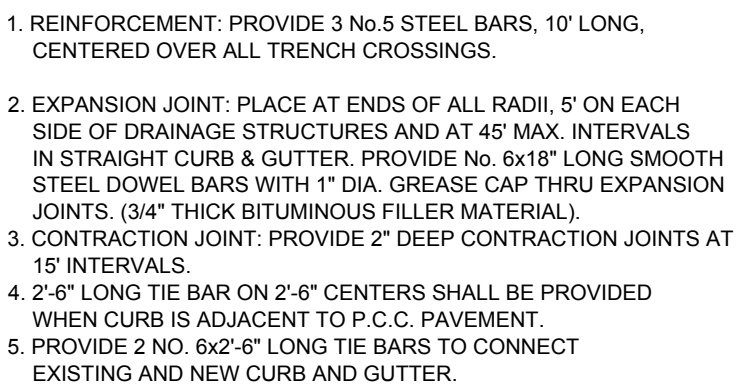 1. REINFORCEMENT: PROVIDE 3 No.5 STEEL BARS, 10' LONG,
CENTERED OVER ALL TRENCH CROSSINGS.
2. EXPANSION JOINT: PLACE AT ENDS OF ALL RADII, 5' ON EACH
SIDE OF DRAINAGE STRUCTURES AND AT 45' MAX. INTERVALS
IN STRAIGHT CURB & GUTTER. PROVIDE No. 6x18" LONG SMOOTH
STEEL DOWEL BARS WITH 1" DIA. GREASE CAP THRU EXPANSION
JOINTS. (3/4" THICK BITUMINOUS FILLER MATERIAL).
3. CONTRACTION JOINT: PROVIDE 2" DEEP CONTRACTION JOINTS AT
15' INTERVALS.
4. 2'-6" LONG TIE BAR ON 2'-6" CENTERS SHALL BE PROVIDED
WHEN CURB IS ADJACENT TO P.C.C. PAVEMENT.
5. PROVIDE 2 NO. 6x2'-6" LONG TIE BARS TO CONNECT
EXISTING AND NEW CURB AND GUTTER.